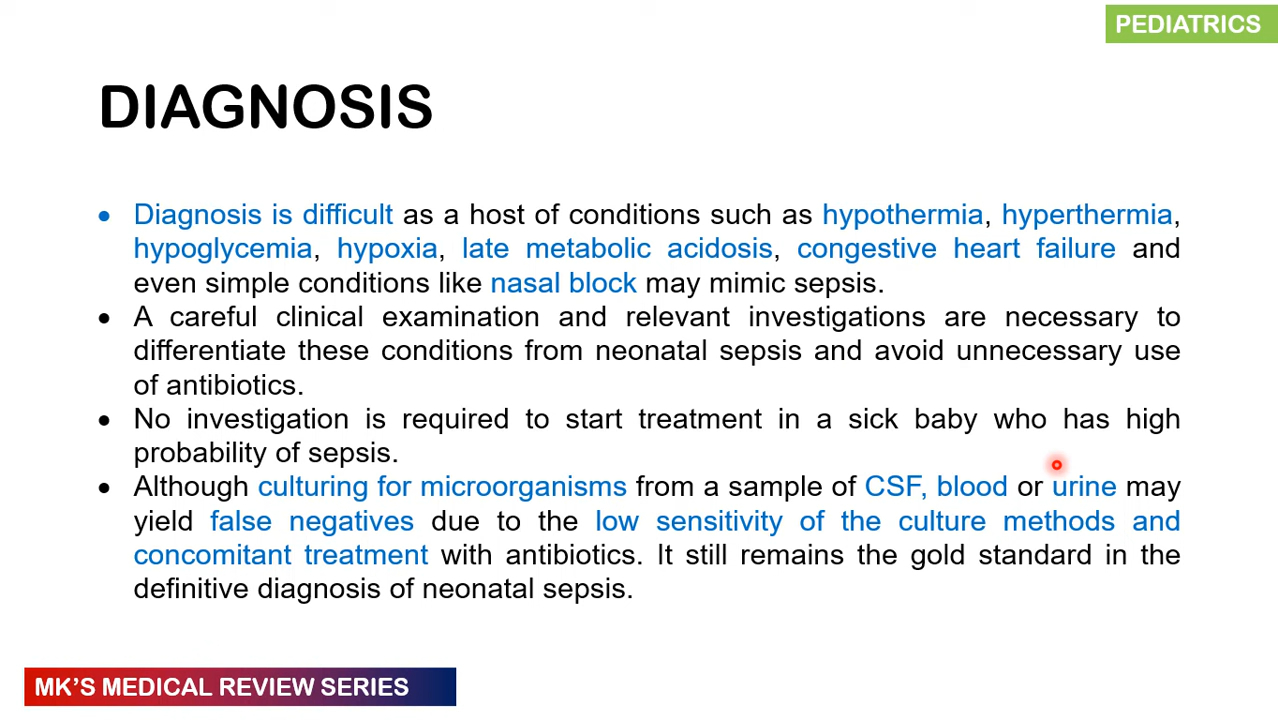 PEDIATRICS
DIAGNOSIS
• Diagnosis is difficult as a host of conditions such as hypothermia, hyperthermia,
hypoglycemia, hypoxia, late metabolic acidosis, congestive heart failure and
even simple conditions like nasal block may mimic sepsis.
• A careful clinical examination and relevant investigations are necessary to
differentiate these conditions from neonatal sepsis and avoid unnecessary use
of antibiotics.
• No investigation is required to start treatment in a sick baby who has high
probability of sepsis.
• Although culturing for microorganisms from a sample of CSF, blood or urine may
yield false negatives due to the low sensitivity of the culture methods and
concomitant treatment with antibiotics. It still remains the gold standard in the
definitive diagnosis of neonatal sepsis.
MK'S MEDICAL REVIEW SERIES